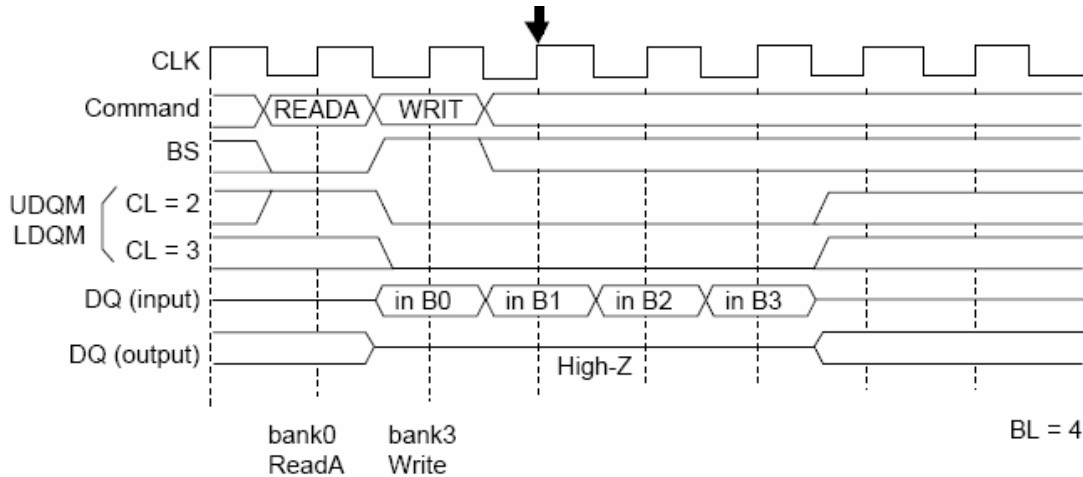 CLK
Command READA WRIT
BS
UDQM CL = 2
LDQM CL = 3
DQ (input) in B0 in B1 in B2 in B3
DQ (output) High-Z
bank0 bank3 BL = 4
ReadA Write